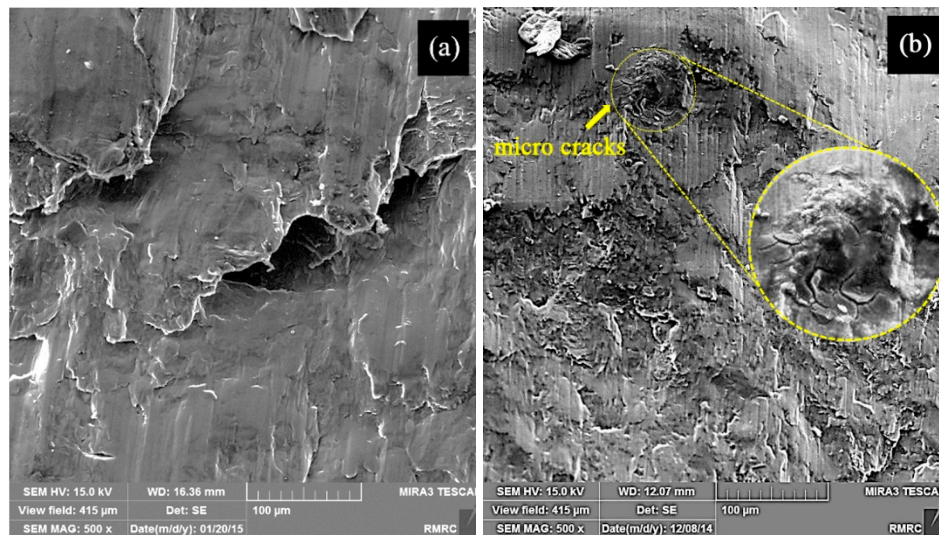 (a)
SEM HV: 15.0 kV WD: 16.36 mm MIRA3 TESCA
View field: 415 µm Det: SE 100 µm
SEM MAG: 500 x Date(m/d/y): 01/20/15 RMRC
(b)
micro cracks
SEM HV: 15.0 kV WD: 12.07 mm MIRA3 TESCA
View field: 415 µm Det: SE 100 µm
SEM MAG: 500 x Date(m/d/y): 12/08/14 RMRC